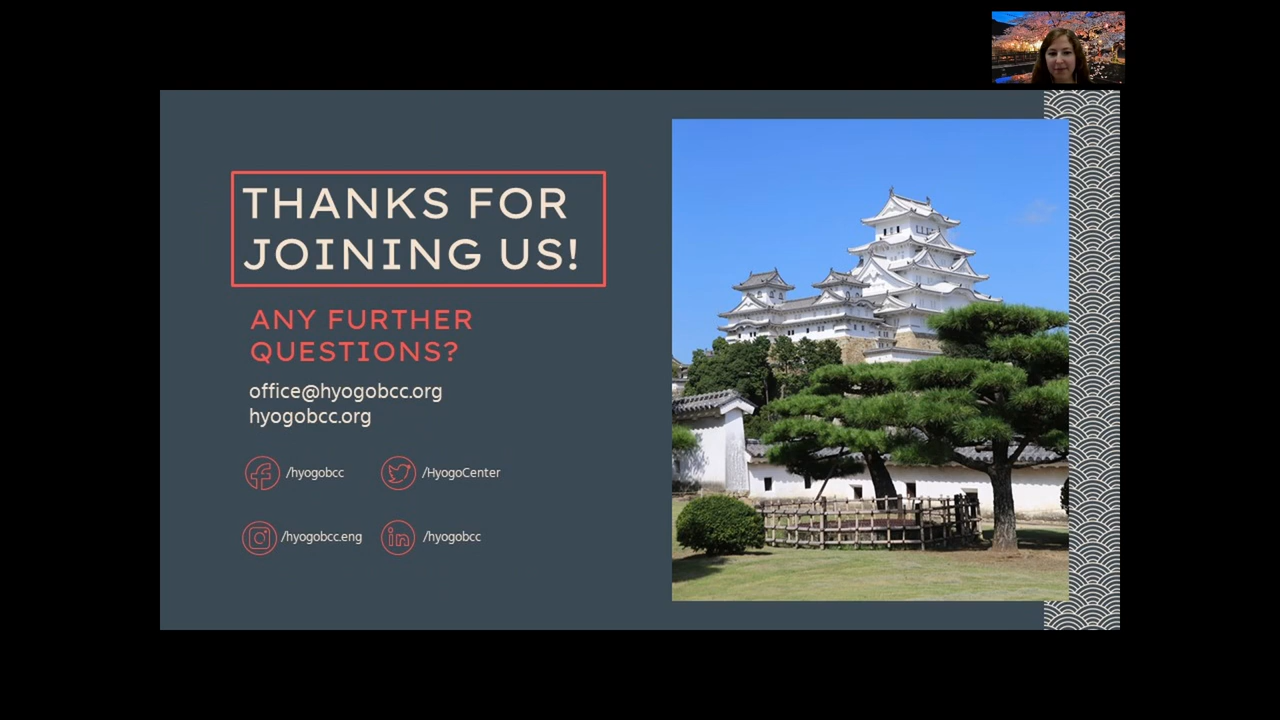 THANKS FOR
JOINING US!
ANY FURTHER
QUESTIONS?
office@hyogobcc.org
hyogobcc.org
/hyogobcc
/HyogoCenter
/hyogobcc.eng
/hyogobcc